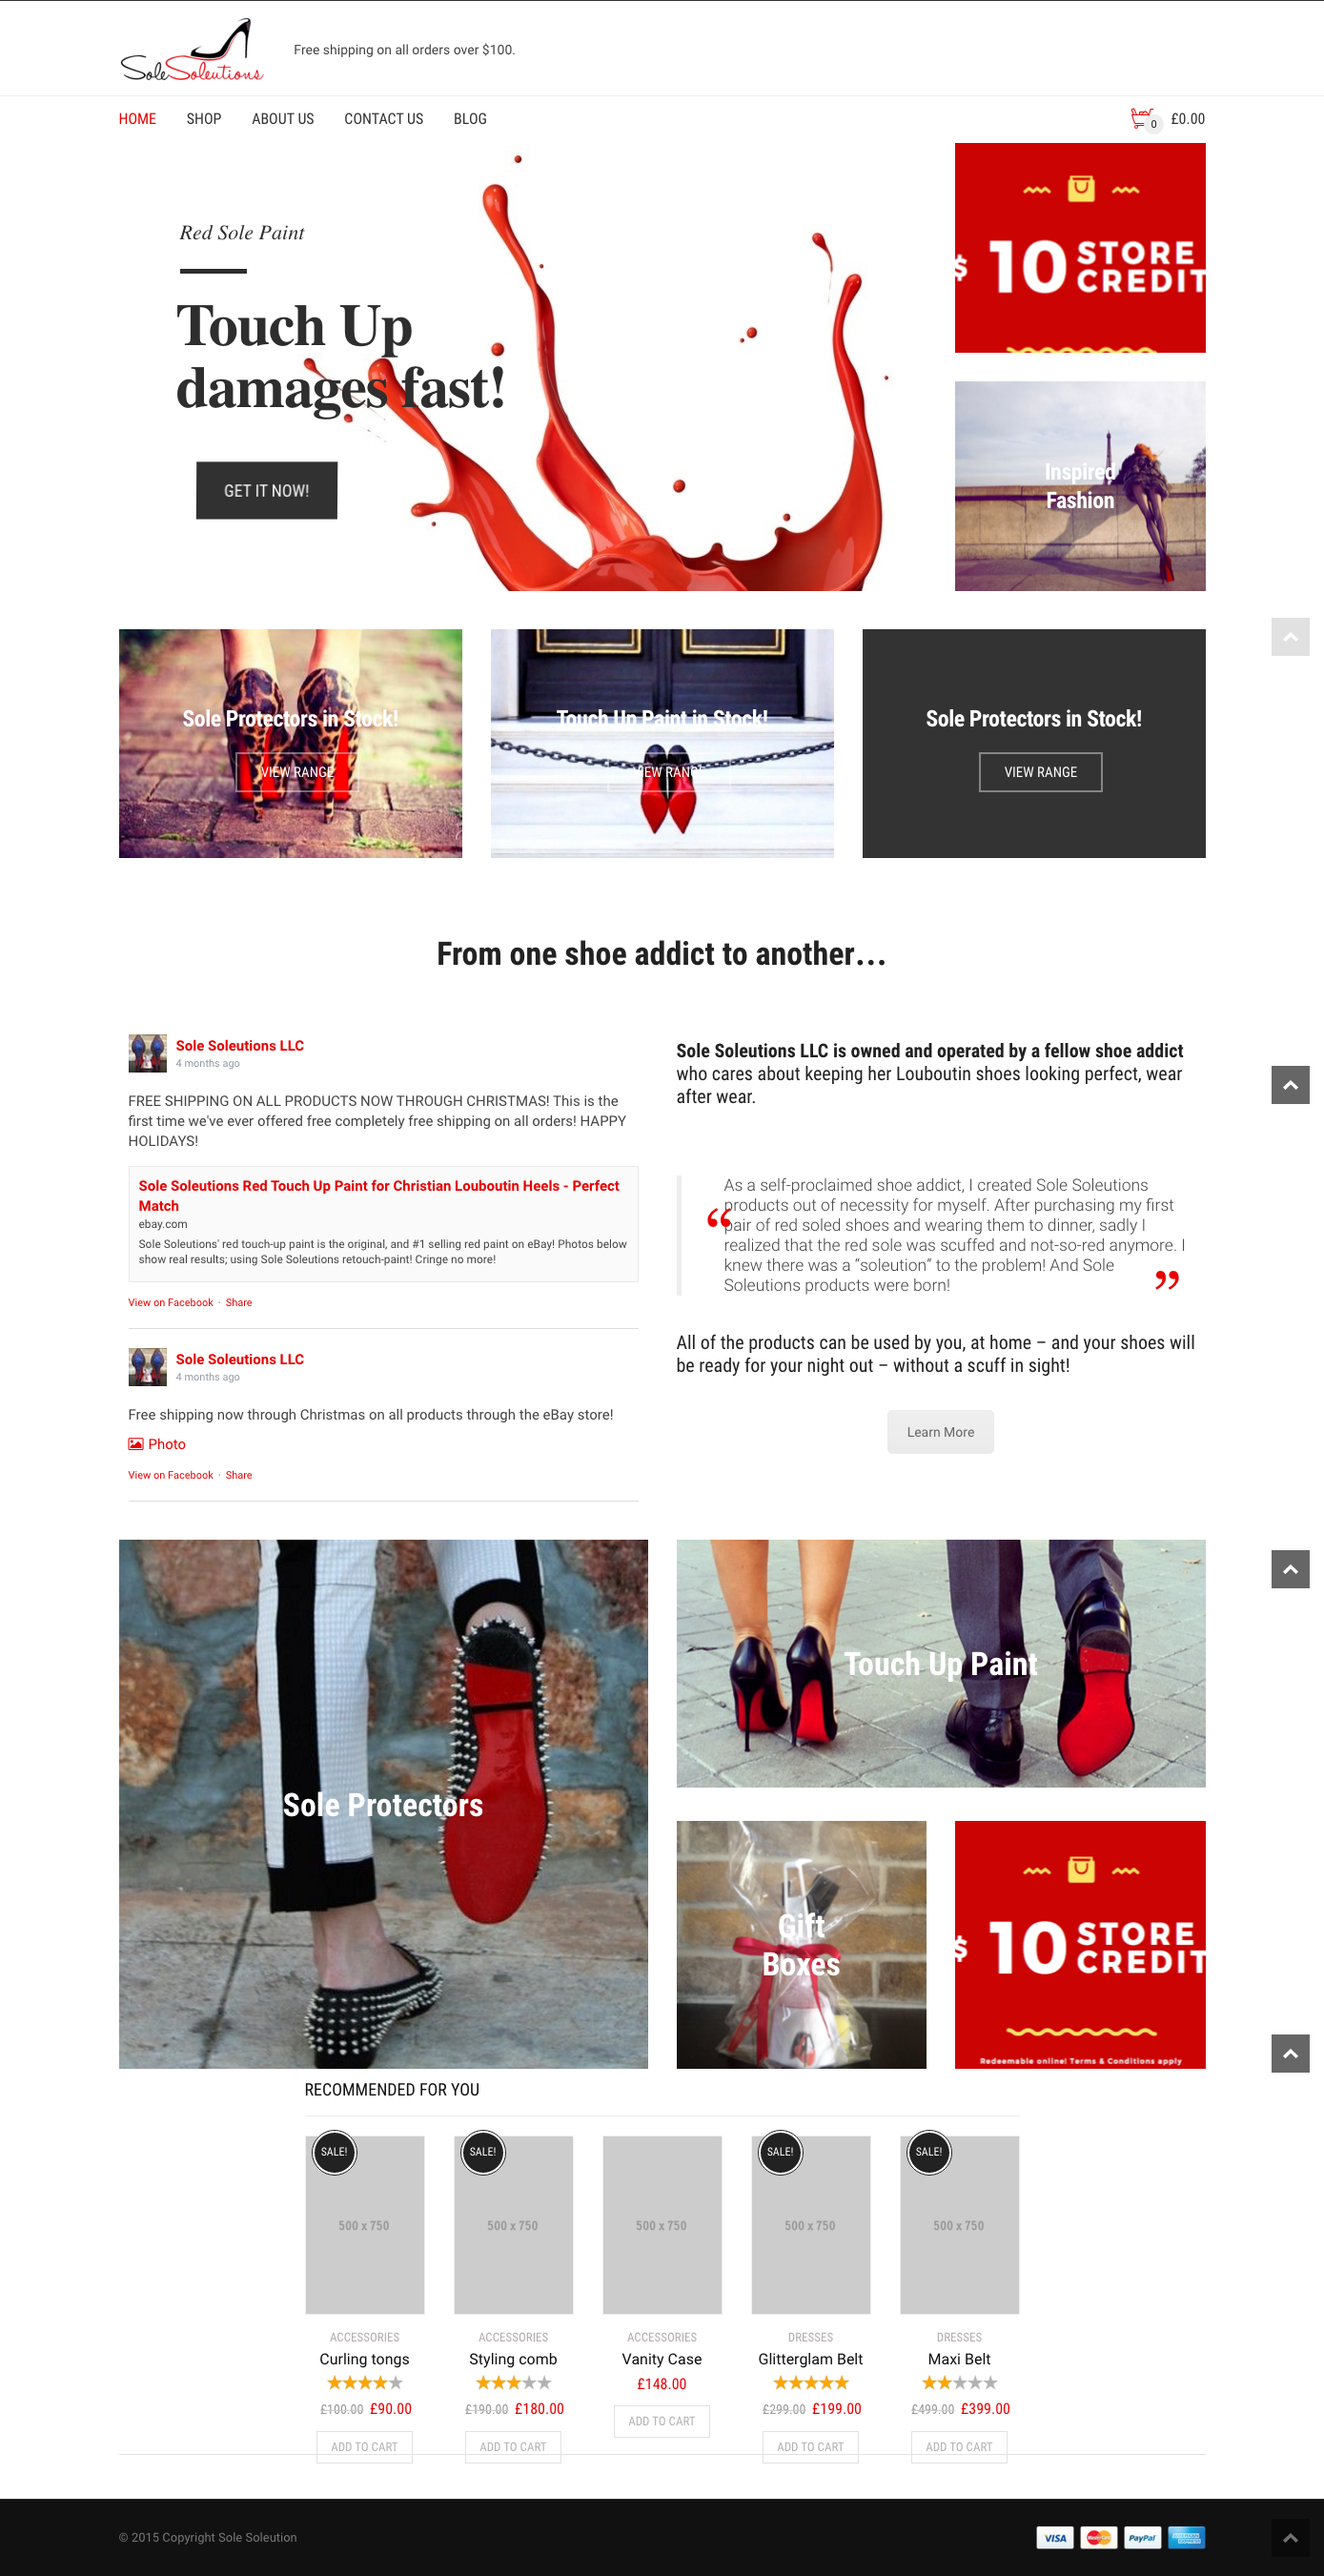 SoleSoleutions
Free shipping on all orders over $100.
HOME SHOP ABOUT US CONTACT US BLOG
0 £0.00
Red Sole Paint
Touch Up
damages fast!
GET IT NOW!
$ 10 STORE
CREDIT
Inspired
Fashion
Sole Protectors in Stock!
VIEW RANGE
Touch Up Paint in Stock!
VIEW RANGE
Sole Protectors in Stock!
VIEW RANGE
From one shoe addict to another...
Sole Soleutions LLC
4 months ago
FREE SHIPPING ON ALL PRODUCTS NOW THROUGH CHRISTMAS! This is the
first time we've ever offered free completely free shipping on all orders! HAPPY
HOLIDAYS!
Sole Soleutions Red Touch Up Paint for Christian Louboutin Heels - Perfect
Match
ebay.com
Sole Soleutions' red touch-up paint is the original, and #1 selling red paint on eBay! Photos below
show real results; using Sole Soleutions retouch-paint! Cringe no more!
View on Facebook · Share
Sole Soleutions LLC
4 months ago
Free shipping now through Christmas on all products through the eBay store!
Photo
View on Facebook · Share
Sole Soleutions LLC is owned and operated by a fellow shoe addict
who cares about keeping her Louboutin shoes looking perfect, wear
after wear.
“ As a self-proclaimed shoe addict, I created Sole Soleutions
products out of necessity for myself. After purchasing my first
pair of red soled shoes and wearing them to dinner, sadly I
realized that the red sole was scuffed and not-so-red anymore. I
knew there was a “soleution” to the problem! And Sole
Soleutions products were born! ”
All of the products can be used by you, at home – and your shoes will
be ready for your night out – without a scuff in sight!
Learn More
Sole Protectors
Touch Up Paint
Gift
Boxes
$ 10 STORE
CREDIT
Redeemable online! Terms & Conditions apply
RECOMMENDED FOR YOU
SALE! SALE! SALE! SALE!
500 x 750 500 x 750 500 x 750 500 x 750 500 x 750
ACCESSORIES ACCESSORIES ACCESSORIES DRESSES DRESSES
Curling tongs Styling comb Vanity Case Glitterglam Belt Maxi Belt
£148.00
£100.00 £90.00 £190.00 £180.00 £299.00 £199.00 £499.00 £399.00
ADD TO CART
ADD TO CART ADD TO CART ADD TO CART ADD TO CART
© 2015 Copyright Sole Soleution
VISA MasterCard PayPal AMERICAN EXPRESS